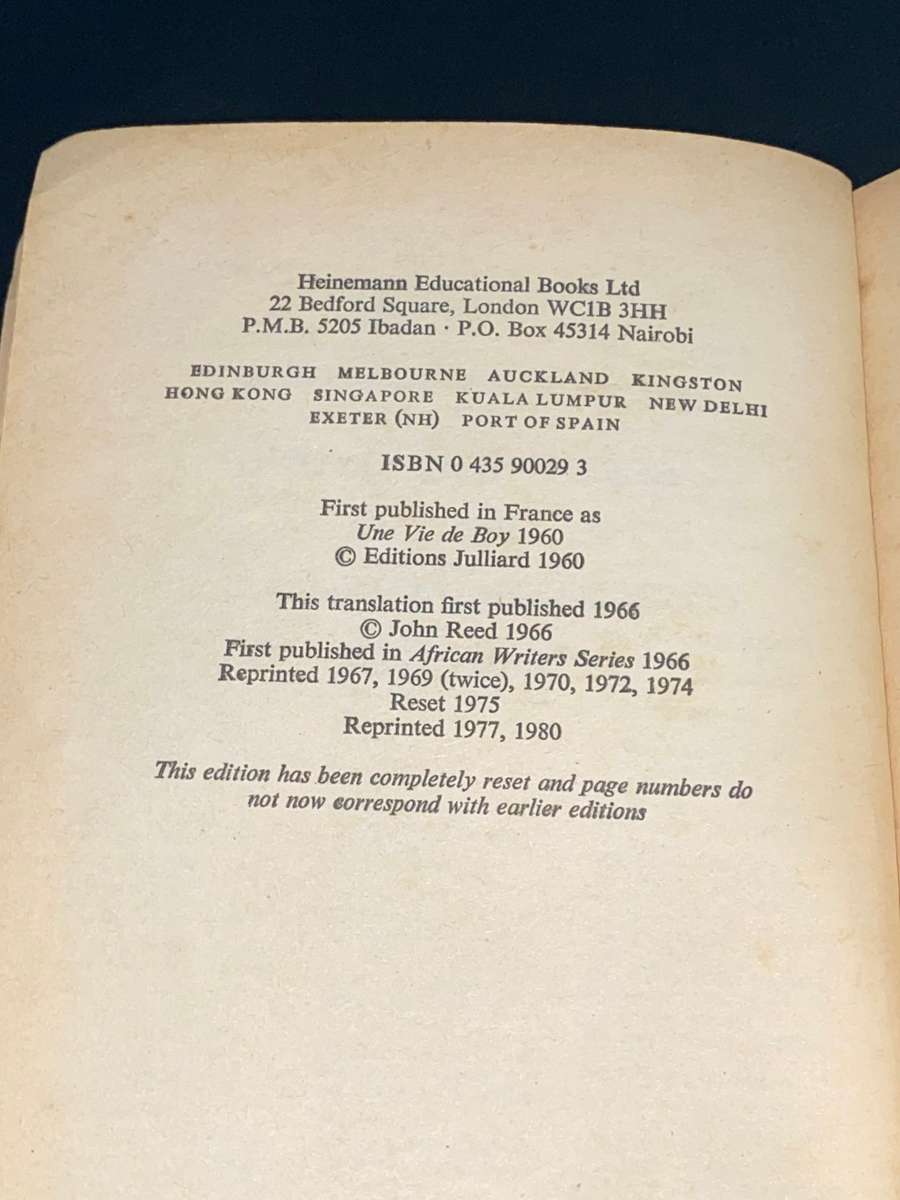 Heinemann Educational Books Ltd
22 Bedford Square, London WC1B 3HH
P.M.B. 5205 Ibadan · P.O. Box 45314 Nairobi
EDINBURGH MELBOURNE AUCKLAND KINGSTON
HONG KONG SINGAPORE KUALA LUMPUR NEW DELHI
EXETER (NH) PORT OF SPAIN
ISBN 0 435 90029 3
First published in France as
Une Vie de Boy 1960
© Editions Julliard 1960
This translation first published 1966
© John Reed 1966
First published in African Writers Series 1966
Reprinted 1967, 1969 (twice), 1970, 1972, 1974
Reset 1975
Reprinted 1977, 1980
This edition has been completely reset and page numbers do
not now correspond with earlier editions